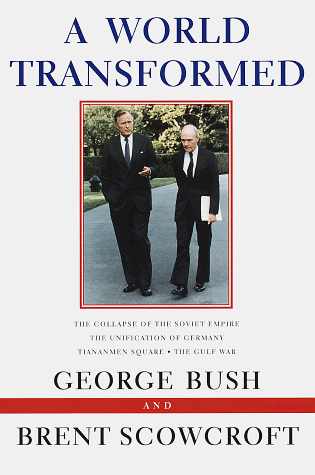 A WORLD
TRANSFORMED
THE COLLAPSE OF THE SOVIET EMPIRE
THE UNIFICATION OF GERMANY
TIANANMEN SQUARE • THE GULF WAR
GEORGE BUSH
AND
BRENT SCOWCROFT